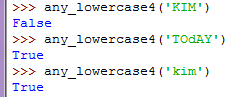 >>> any_lowercase4('KIM')
False
>>> any_lowercase4('TOdAY')
True
>>> any_lowercase4('kim')
True